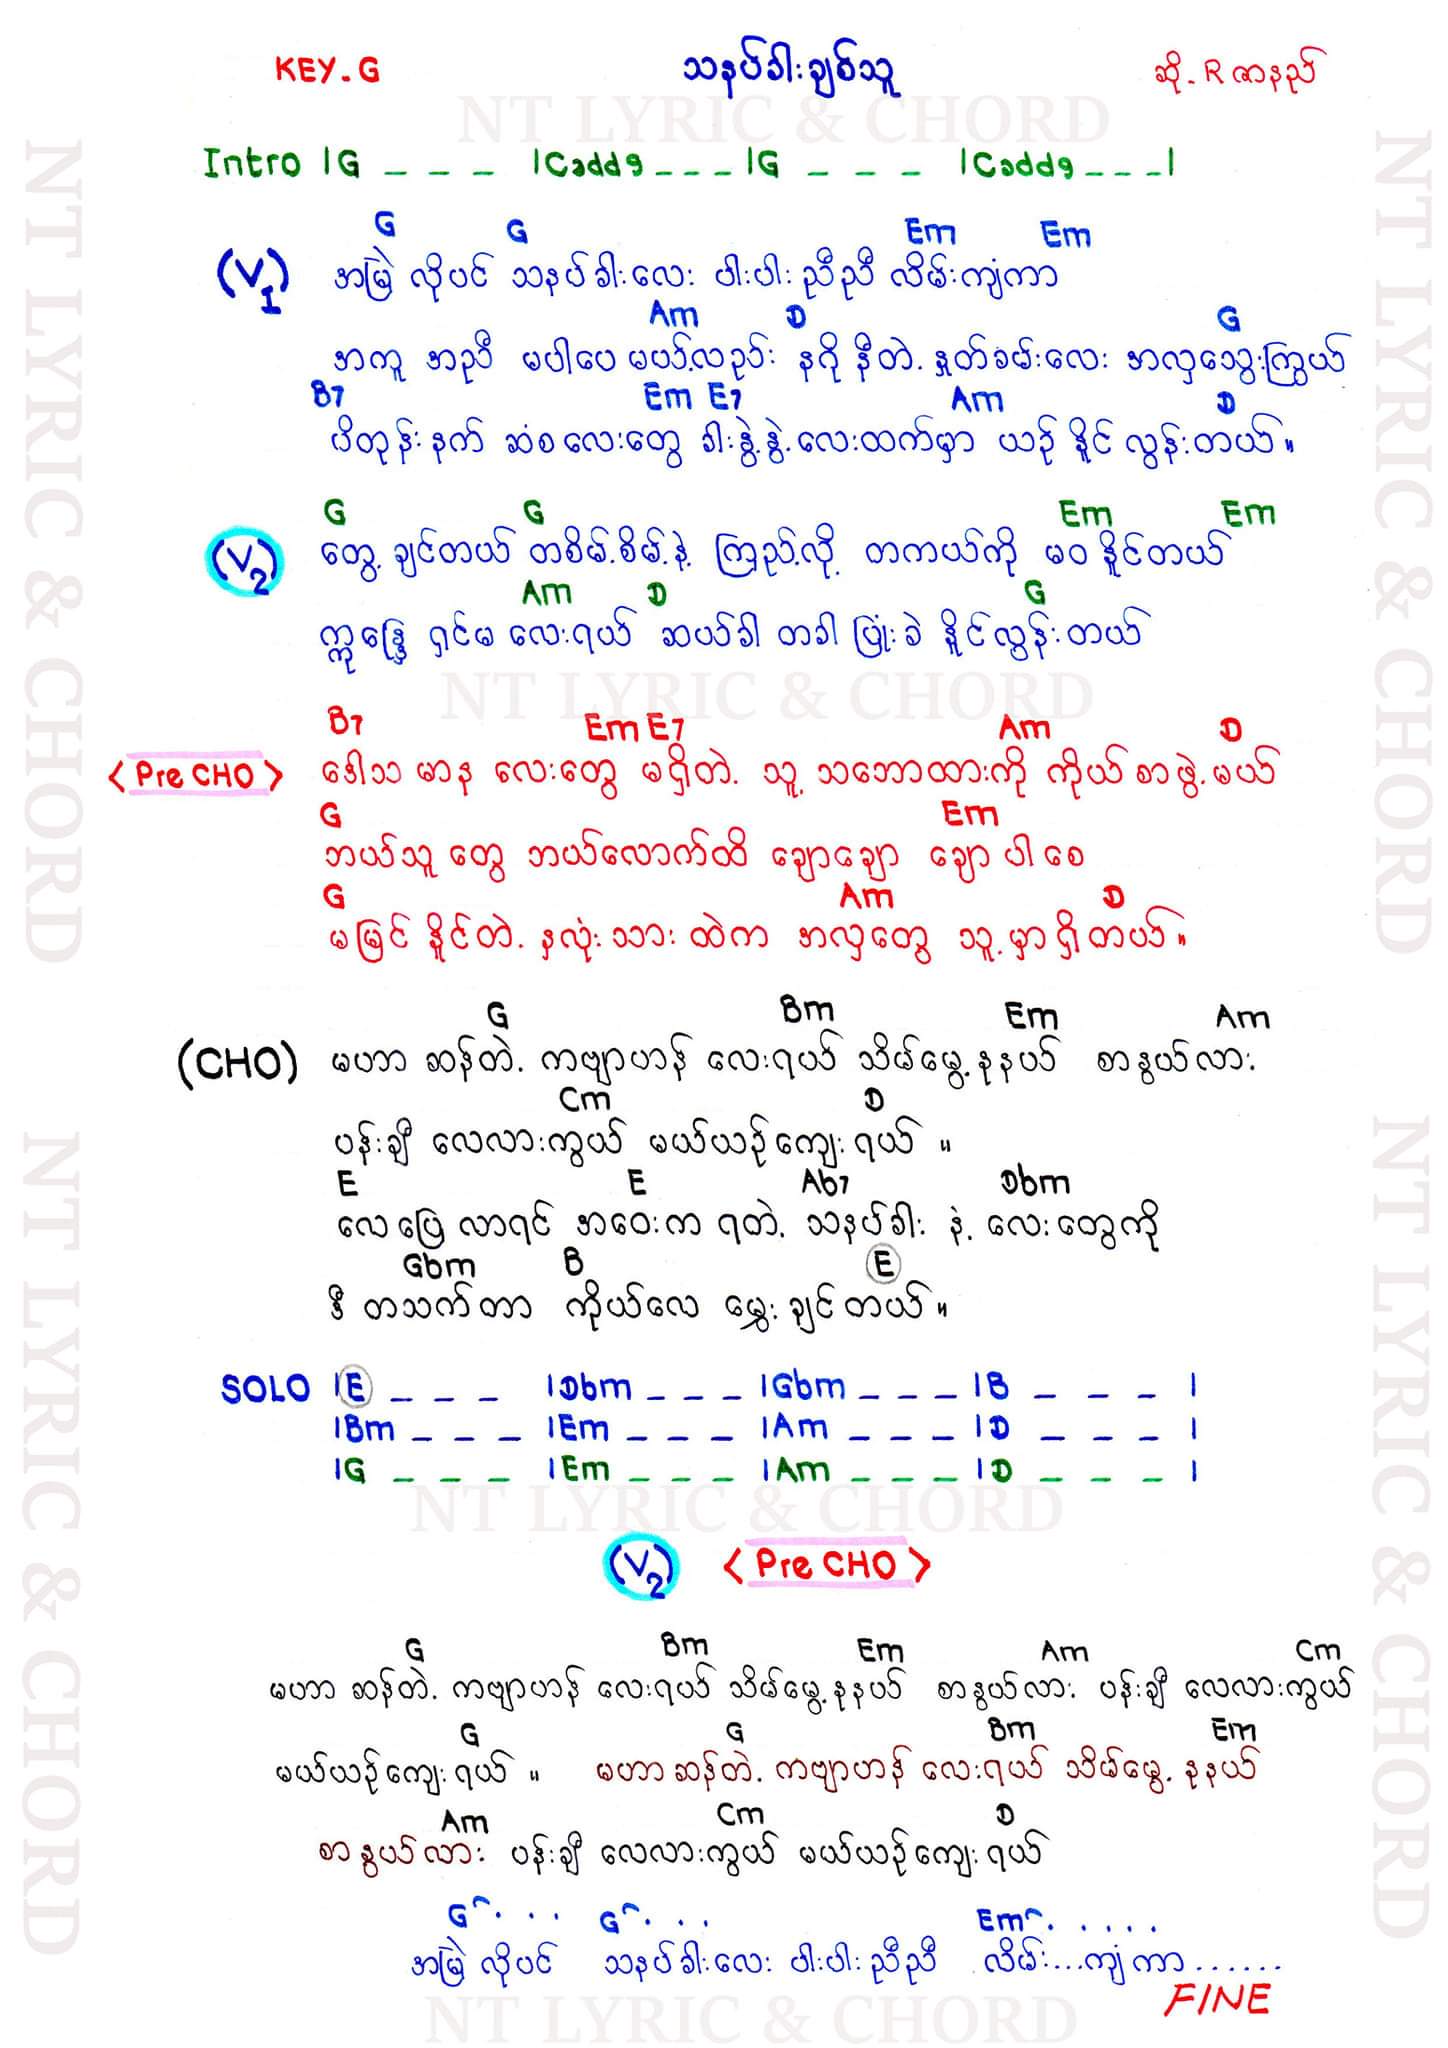 KEY-G သနပ်ခါးချစ်သူ ဆို-Rဇာနည်
NT LYRIC & CHORD
Intro |G _ _ _ |Cadd9 _ _ _ |G _ _ _ |Cadd9 _ _ _|
G G Em Em
(V1) အမြဲ လိုပင် သနပ်ခါးလေး ပါးပါး ညီညီ လိမ်းကျံကာ
Am D G
အကူ အညီ မပါပေ မယ့်လည်း နဂို နီတဲ့ နှုတ်ခမ်းလေး အလှသွေးကြွယ်
B7 Em E7 Am D
ပိတုန်းနက် ဆံစလေးတွေ ခါးနွဲ့နွဲ့လေးထက်မှာ ယဉ် နိူင် လွန်းတယ်။
G G Em Em
(V2) တွေ့ ချင်တယ် တစိမ့်စိမ့်နဲ့ ကြည့်လို့ တကယ်ကို မဝ နိူင်တယ်
Am D G
ဣန္ဒြေ ရှင်မ လေးရယ် ဆယ်ခါ တခါ ပြုံးခဲ နိူင်လွန်းတယ်
NT LYRIC & CHORD
B7 Em E7 Am D
<Pre CHO> ဒေါသ မာန လေးတွေ မရှိတဲ့ သူ့ သဘောထားကို ကိုယ် စာဖွဲ့မယ်
G Em
ဘယ်သူ တွေ ဘယ်လောက်ထိ ချောချော ချော ပါ စေ
G Am D
မမြင် နိူင်တဲ့ နှလုံးသား ထဲက အလှတွေ သူ့မှာ ရှိတယ်။
G Bm Em Am
(CHO) မဟာ ဆန်တဲ့ ကဗျာဟန် လေးရယ် သိမ်မွေ့နုနယ် စာနွယ်လား
Cm D
ပန်းချီ လေလားကွယ် မယ်ယဉ်ကျေးရယ် ။
E E Ab7 Dbm
လေပြေ လာရင် အဝေးက ရတဲ့ သနပ်ခါး နဲ့ လေးတွေကို
Gbm B E
ဒီ တသက်တာ ကိုယ်လေ မွှေးချင်တယ်။
SOLO |E _ _ _ |Dbm _ _ _ |Gbm _ _ _ |B _ _ _ |
|Bm _ _ _ |Em _ _ _ |Am _ _ _ |D _ _ _ |
|G _ _ _ |Em _ _ _ |Am _ _ _ |D _ _ _ |
NT LYRIC & CHORD
(V2) <Pre CHO>
G Bm Em Am Cm
မဟာ ဆန်တဲ့ ကဗျာဟန် လေးရယ် သိမ်မွေ့နုနယ် စာနွယ်လား ပန်းချီ လေလားကွယ်
G G Bm Em
မယ်ယဉ်ကျေးရယ် ။ မဟာ ဆန်တဲ့ ကဗျာဟန် လေးရယ် သိမ်မွေ့ နုနယ်
Am Cm D
စာနွယ်လား ပန်းချီ လေလားကွယ် မယ်ယဉ်ကျေးရယ်
G . . . G . . . Em . . . . .
အမြဲ လိုပင် သနပ်ခါးလေး ပါးပါး ညီညီ လိမ်း...ကျံကာ ......
FINE
NT LYRIC & CHORD
NT LYRIC & CHORD
NT LYRIC & CHORD
NT LYRIC & CHORD
NT LYRIC & CHORD